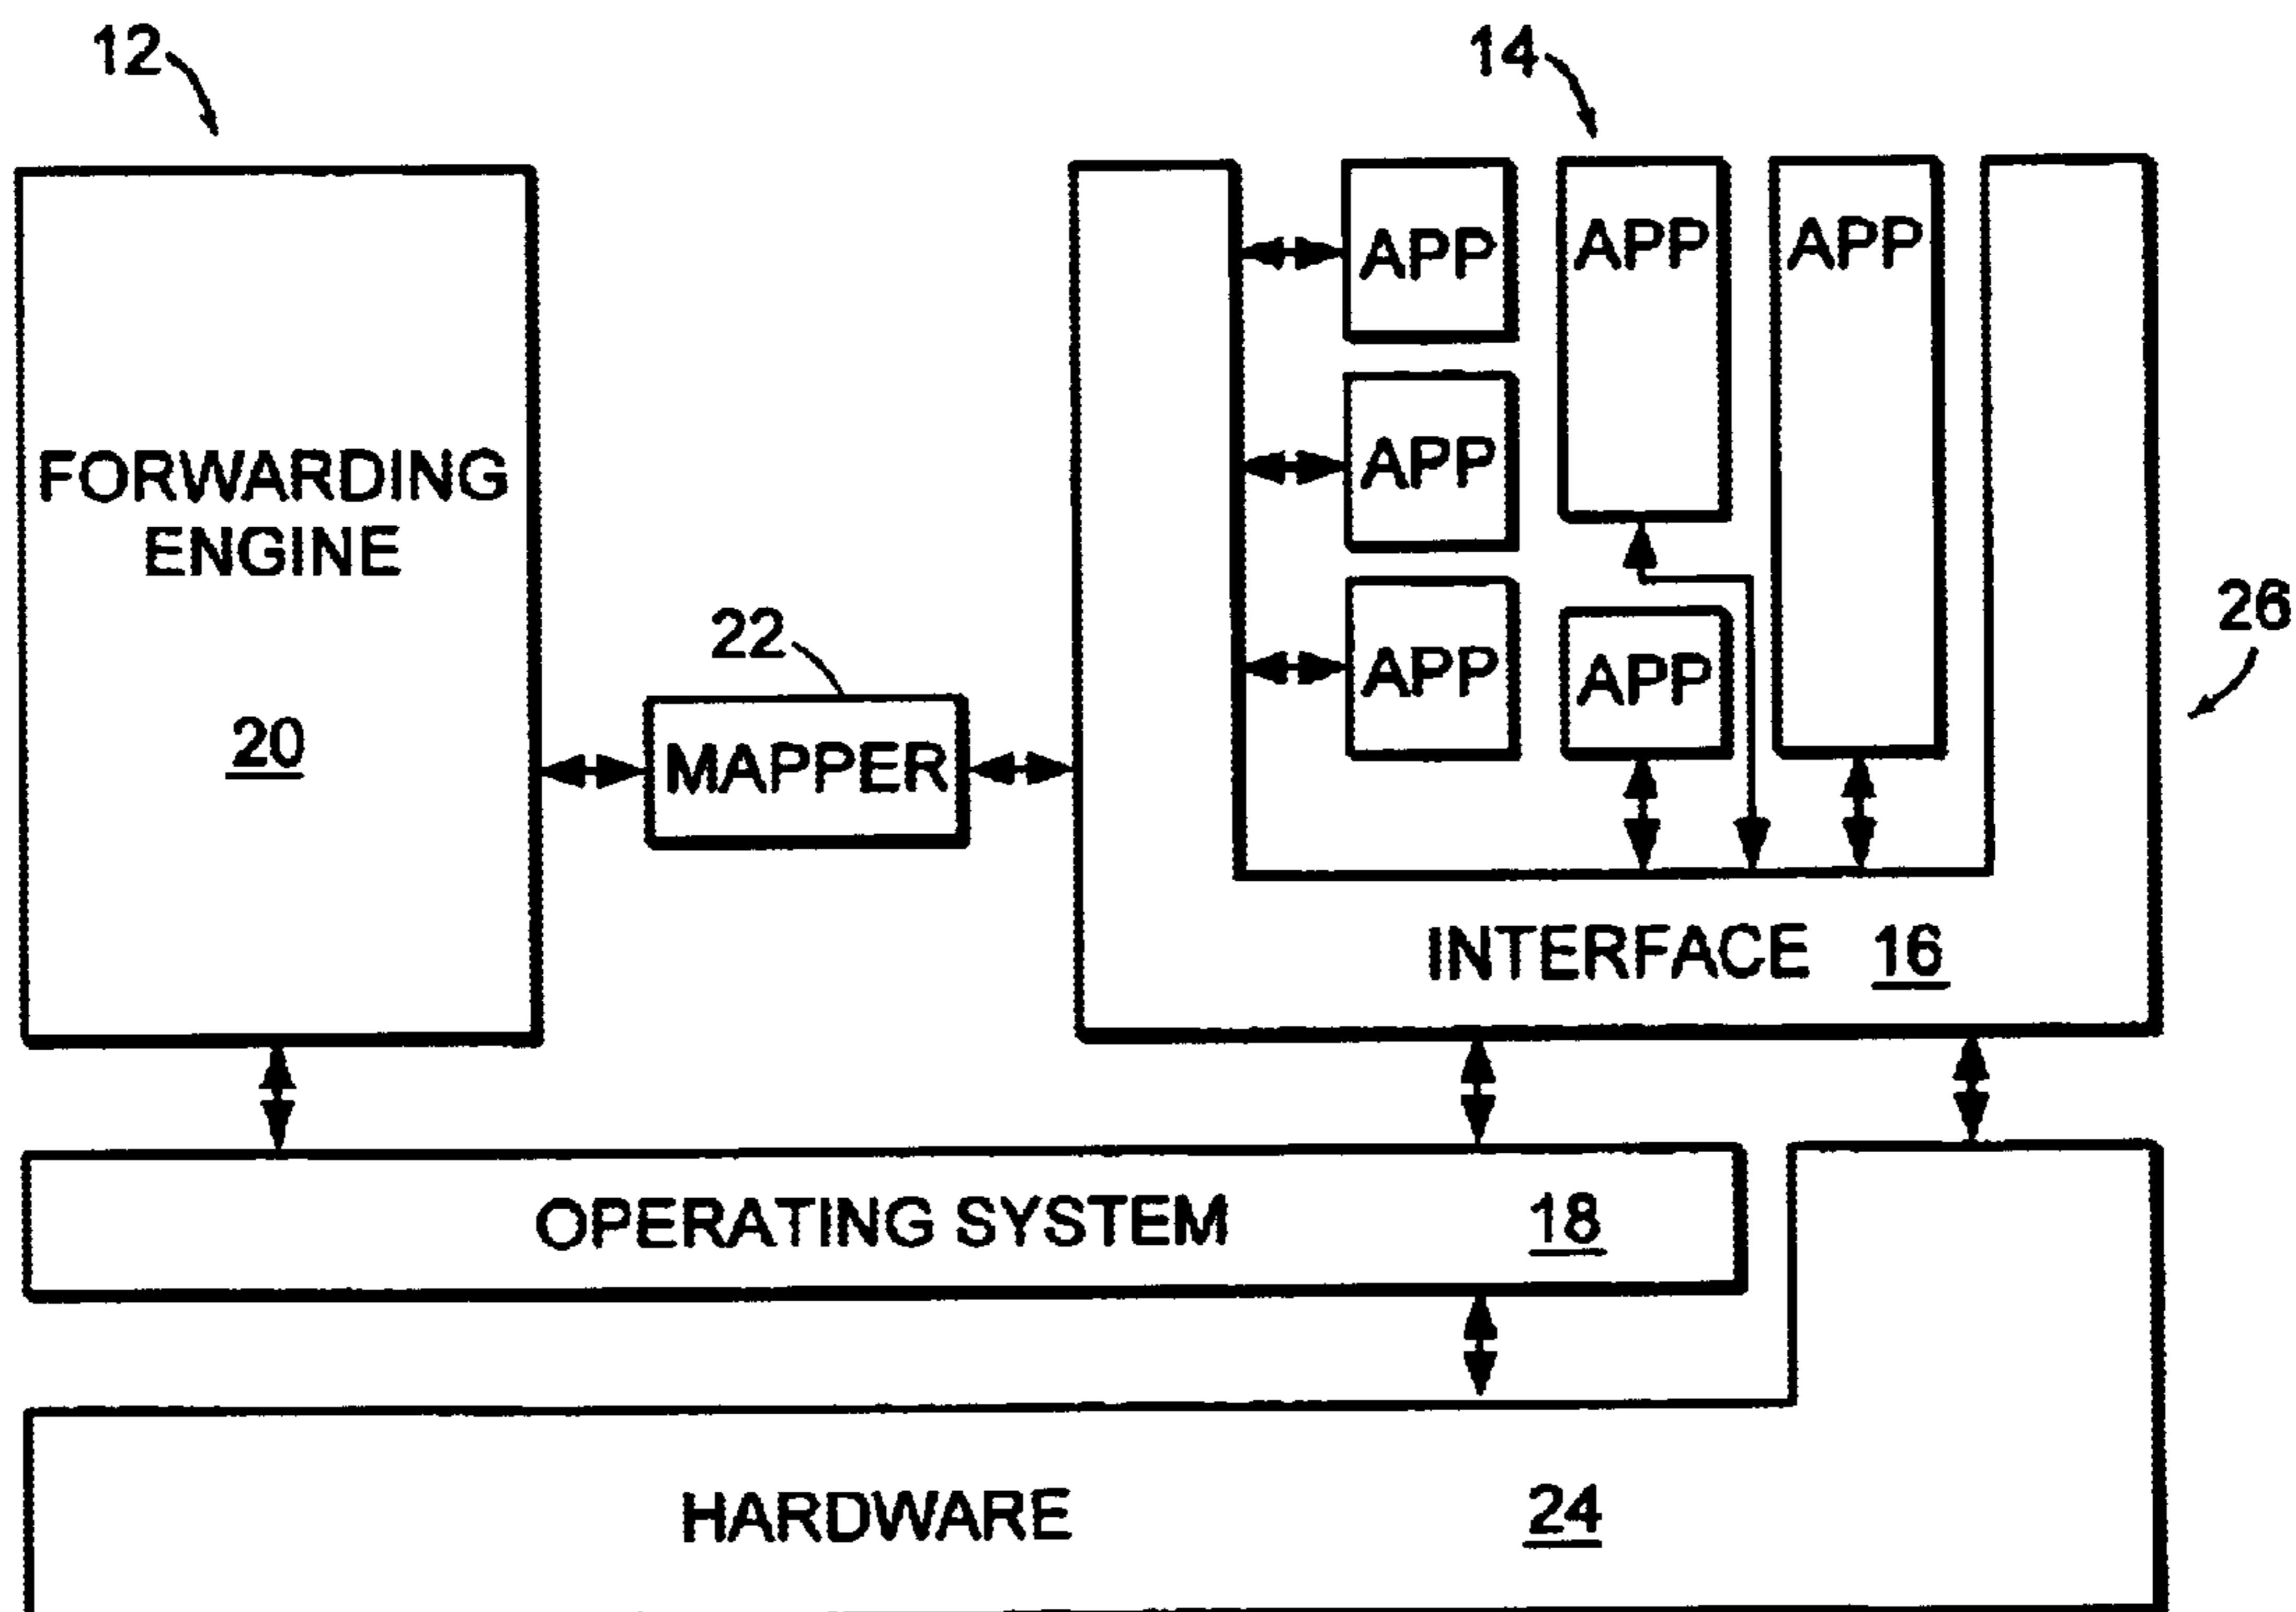 12
14
APP
APP
APP
FORWARDING
ENGINE
APP
26
22
APP
APP
20
MAPPER
INTERFACE 16
OPERATING SYSTEM 18
HARDWARE 24